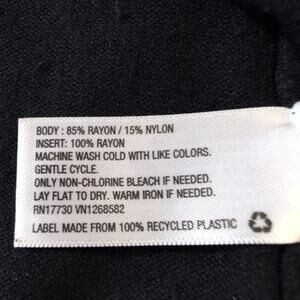 BODY : 85% RAYON / 15% NYLON
INSERT: 100% RAYON
MACHINE WASH COLD WITH LIKE COLORS.
GENTLE CYCLE.
ONLY NON-CHLORINE BLEACH IF NEEDED.
LAY FLAT TO DRY. WARM IRON IF NEEDED.
RN17730 VN1268582
LABEL MADE FROM 100% RECYCLED PLASTIC